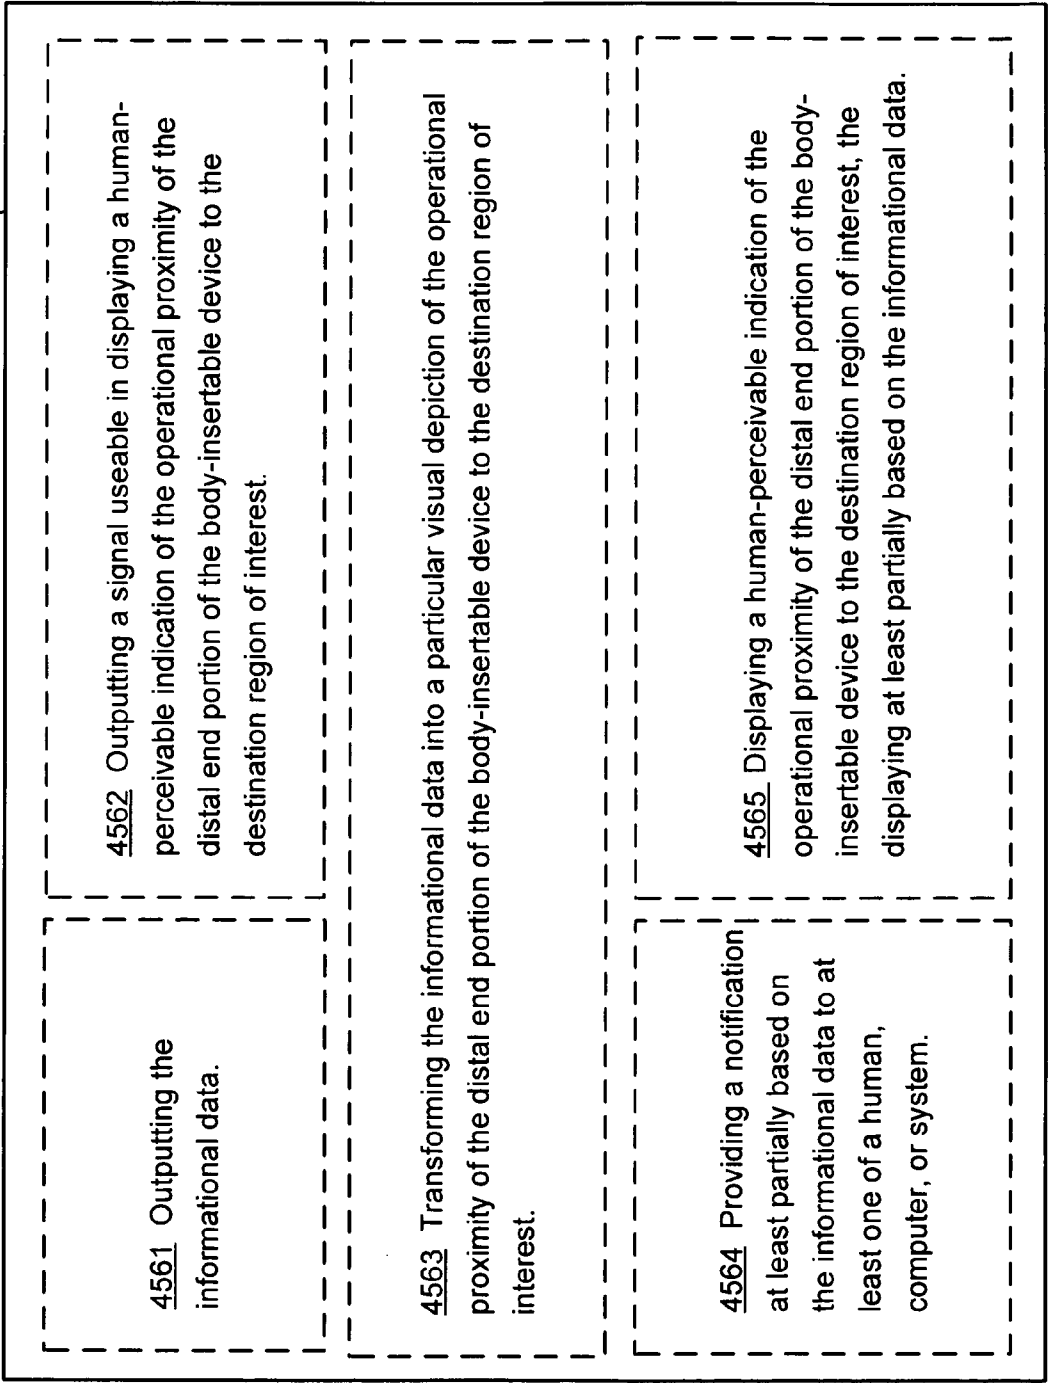 4561 Outputting the
informational data.
4562 Outputting a signal useable in displaying a human-
perceivable indication of the operational proximity of the
distal end portion of the body-insertable device to the
destination region of interest.
4563 Transforming the informational data into a particular visual depiction of the operational
proximity of the distal end portion of the body-insertable device to the destination region of
interest.
4564 Providing a notification
at least partially based on
the informational data to at
least one of a human,
computer, or system.
4565 Displaying a human-perceivable indication of the
operational proximity of the distal end portion of the body-
insertable device to the destination region of interest, the
displaying at least partially based on the informational data.